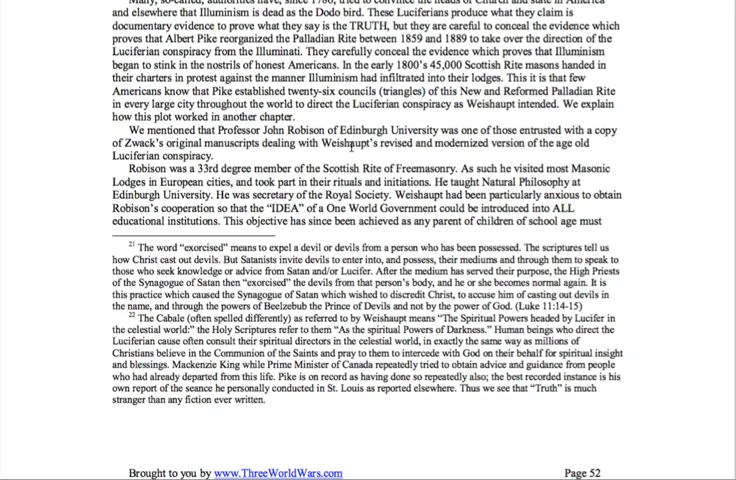 Many, so-called, authorities have, since 1786, tried to convince the heads of Church and state in America
and elsewhere that Illuminism is dead as the Dodo bird. These Luciferians produce what they claim is
documentary evidence to prove what they say is the TRUTH, but they are careful to conceal the evidence which
proves that Albert Pike reorganized the Palladian Rite between 1859 and 1889 to take over the direction of the
Luciferian conspiracy from the Illuminati. They carefully conceal the evidence which proves that Illuminism
began to stink in the nostrils of honest Americans. In the early 1800's 45,000 Scottish Rite masons handed in
their charters in protest against the manner Illuminism had infiltrated into their lodges. This it is that few
Americans know that Pike established twenty-six councils (triangles) of this New and Reformed Palladian Rite
in every large city throughout the world to direct the Luciferian conspiracy as Weishaupt intended. We explain
how this plot worked in another chapter.
We mentioned that Professor John Robison of Edinburgh University was one of those entrusted with a copy
of Zwack's original manuscripts dealing with Weishaupt's revised and modernized version of the age old
Luciferian conspiracy.
Robison was a 33rd degree member of the Scottish Rite of Freemasonry. As such he visited most Masonic
Lodges in European cities, and took part in their rituals and initiations. He taught Natural Philosophy at
Edinburgh University. He was secretary of the Royal Society. Weishaupt had been particularly anxious to obtain
Robison's cooperation so that the “IDEA” of a One World Government could be introduced into ALL
educational institutions. This objective has since been achieved as any parent of children of school age must
21 The word “exorcised” means to expel a devil or devils from a person who has been possessed. The scriptures tell us
how Christ cast out devils. But Satanists invite devils to enter into, and possess, their mediums and through them to speak to
those who seek knowledge or advice from Satan and/or Lucifer. After the medium has served their purpose, the High Priests
of the Synagogue of Satan then “exorcised” the devils from that person's body, and he or she becomes normal again. It is
this practice which caused the Synagogue of Satan which wished to discredit Christ, to accuse him of casting out devils in
the name, and through the powers of Beelzebub the Prince of Devils and not by the power of God. (Luke 11:14-15)
22 The Cabale (often spelled differently) as referred to by Weishaupt means “The Spiritual Powers headed by Lucifer in
the celestial world:” the Holy Scriptures refer to them “As the spiritual Powers of Darkness.” Human beings who direct the
Luciferian cause often consult their spiritual directors in the celestial world, in exactly the same way as millions of
Christians believe in the Communion of the Saints and pray to them to intercede with God on their behalf for spiritual insight
and blessings. Mackenzie King while Prime Minister of Canada repeatedly tried to obtain advice and guidance from people
who had already departed from this life. Pike is on record as having done so repeatedly also; the best recorded instance is his
own report of the seance he personally conducted in St. Louis as reported elsewhere. Thus we see that “Truth” is much
stranger than any fiction ever written.
Brought to you by www.ThreeWorldWars.com Page 52